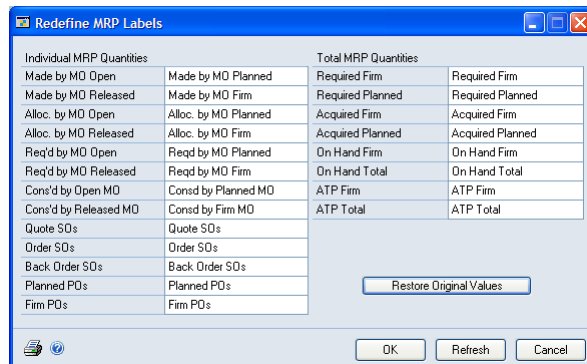 Redefine MRP Labels
Individual MRP Quantities
Made by MO Open Made by MO Planned
Made by MO Released Made by MO Firm
Alloc. by MO Open Alloc. by MO Planned
Alloc. by MO Released Alloc. by MO Firm
Req'd by MO Open Reqd by MO Planned
Req'd by MO Released Reqd by MO Firm
Cons'd by Open MO Consd by Planned MO
Cons'd by Released MO Consd by Firm MO
Quote SOs Quote SOs
Order SOs Order SOs
Back Order SOs Back Order SOs
Planned POs Planned POs
Firm POs Firm POs
Total MRP Quantities
Required Firm Required Firm
Required Planned Required Planned
Acquired Firm Acquired Firm
Acquired Planned Acquired Planned
On Hand Firm On Hand Firm
On Hand Total On Hand Total
ATP Firm ATP Firm
ATP Total ATP Total
Restore Original Values
OK Refresh Cancel